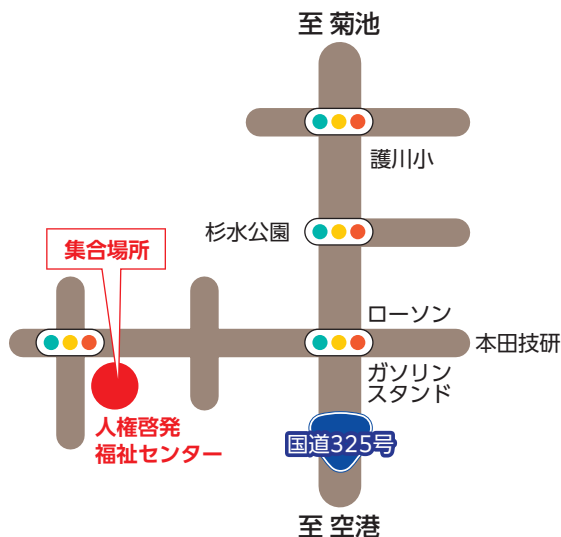 至 菊池
護川小
杉水公園
集合場所
ローソン
本田技研
ガソリン
スタンド
人権啓発
福祉センター
国道325号
至 空港